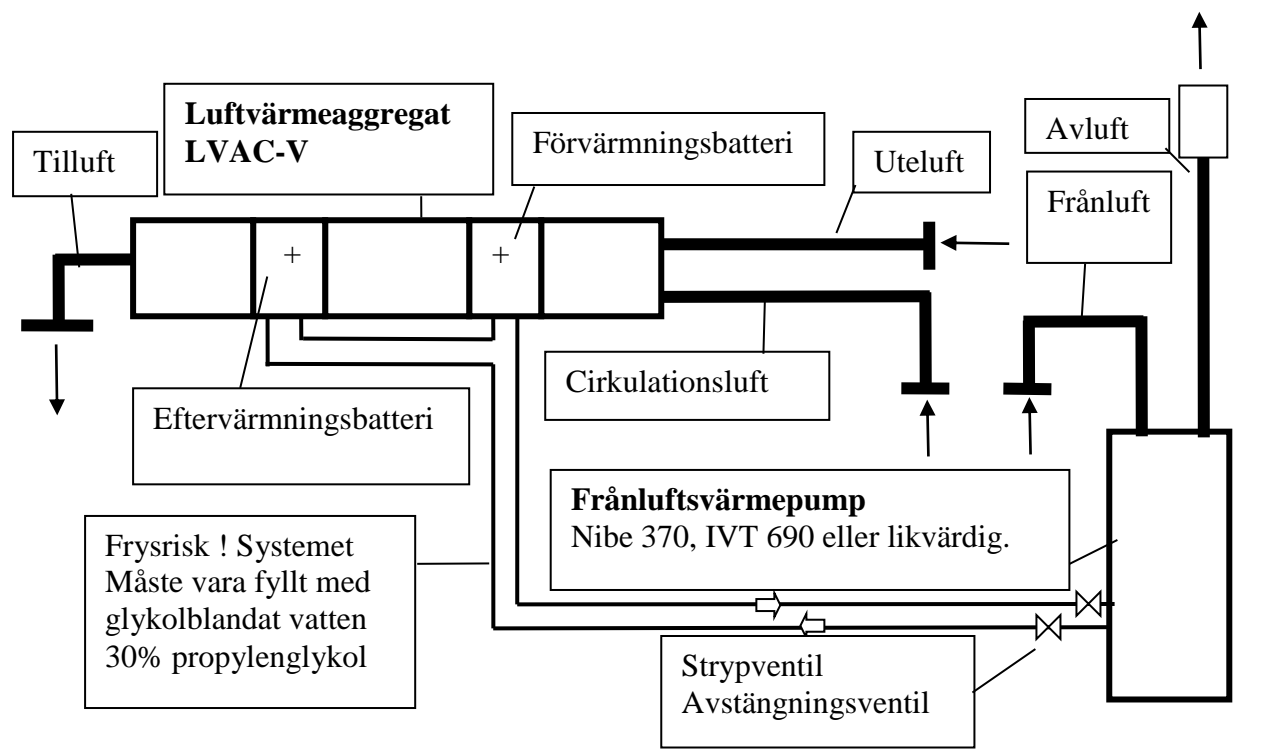 Luftvärmeaggregat
LVAC-V
Förvärmningsbatteri
Avluft
Tilluft
Uteluft
Frånluft
+
+
Cirkulationsluft
Eftervärmningsbatteri
Frånluftsvärmepump
Nibe 370, IVT 690 eller likvärdig.
Frysrisk ! Systemet
Måste vara fyllt med
glykolblandat vatten
30% propylenglykol
Strypventil
Avstängningsventil